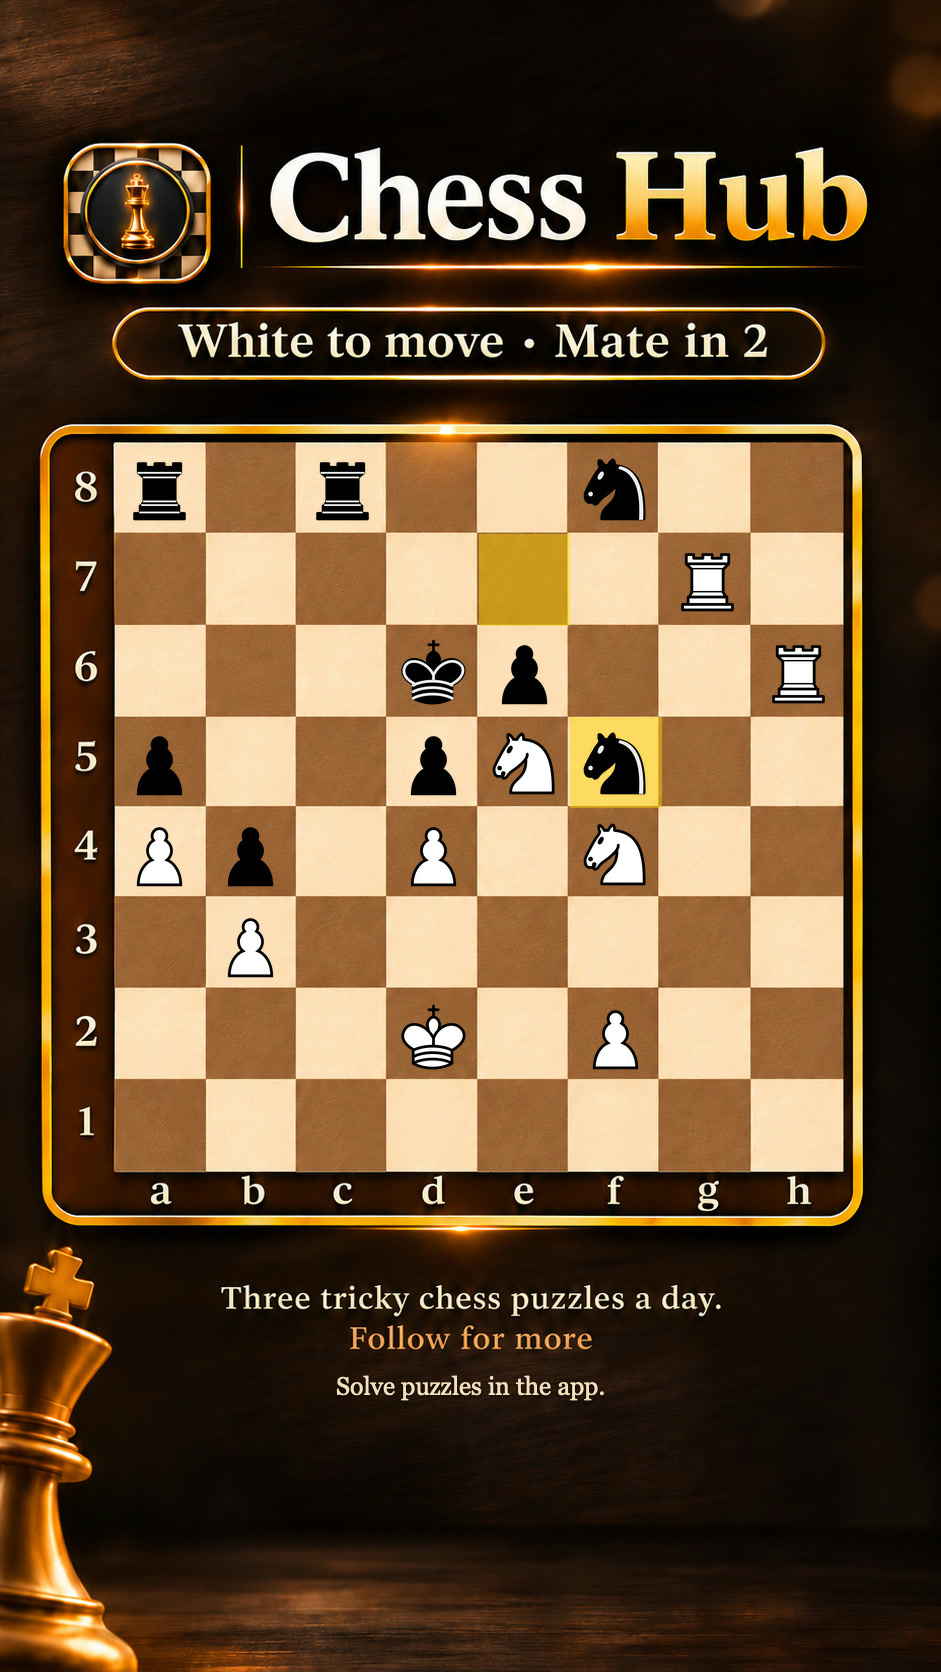 Chess Hub
White to move • Mate in 2
8
7
6
5
4
3
2
1
a b c d e f g h
Three tricky chess puzzles a day.
Follow for more
Solve puzzles in the app.